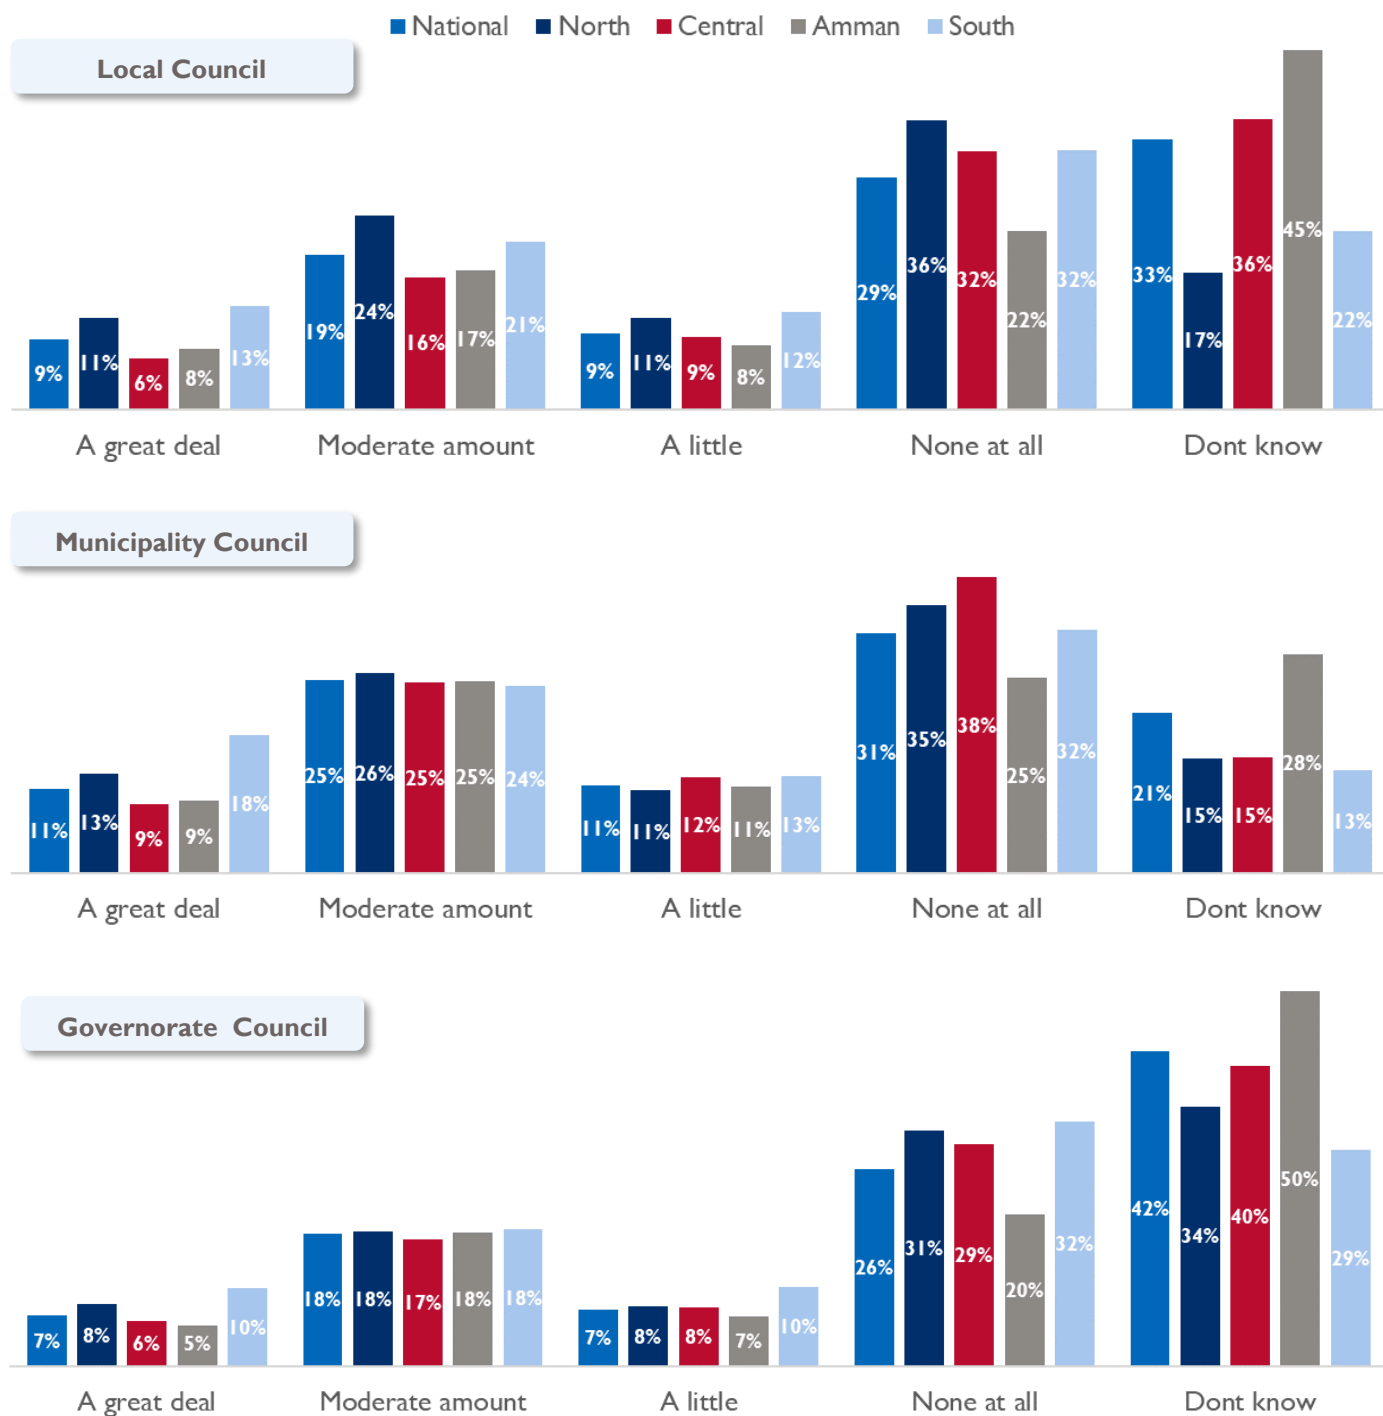 National North Central Amman South
Local Council
9% 11% 6% 8% 13% 19% 24% 16% 17% 21% 9% 11% 9% 8% 12% 29% 36% 32% 22% 32% 33% 17% 36% 45% 22%
A great deal Moderate amount A little None at all Dont know
Municipality Council
11% 13% 9% 9% 18% 25% 26% 25% 25% 24% 11% 11% 12% 11% 13% 31% 35% 38% 25% 32% 21% 15% 15% 28% 13%
A great deal Moderate amount A little None at all Dont know
Governorate Council
7% 8% 6% 5% 10% 18% 18% 17% 18% 18% 7% 8% 8% 7% 10% 26% 31% 29% 20% 32% 42% 34% 40% 50% 29%
A great deal Moderate amount A little None at all Dont know